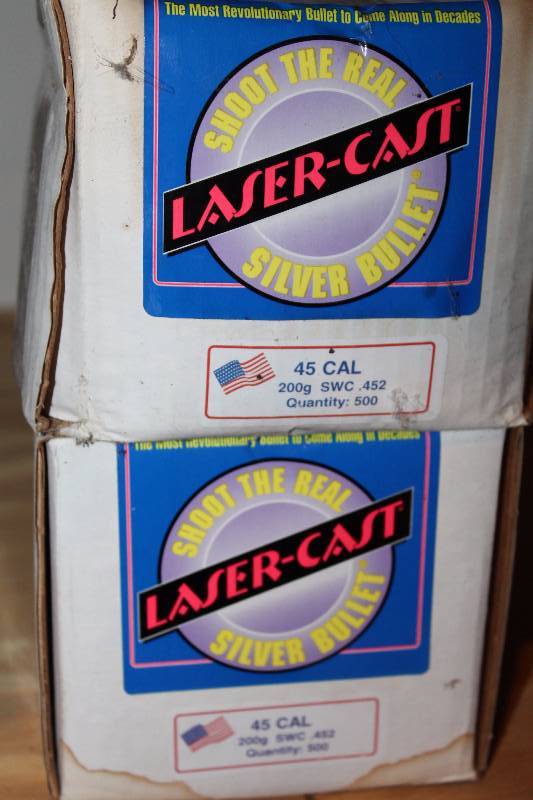 The Most Revolutionary Bullet to Come Along in Decades
SHOOT THE REAL
LASER-CAST
SILVER BULLET®
45 CAL
200g SWC .452
Quantity: 500
The Most Revolutionary Bullet to Come Along in Decades
SHOOT THE REAL
LASER-CAST
SILVER BULLET®
45 CAL
200g SWC .452
Quantity: 500